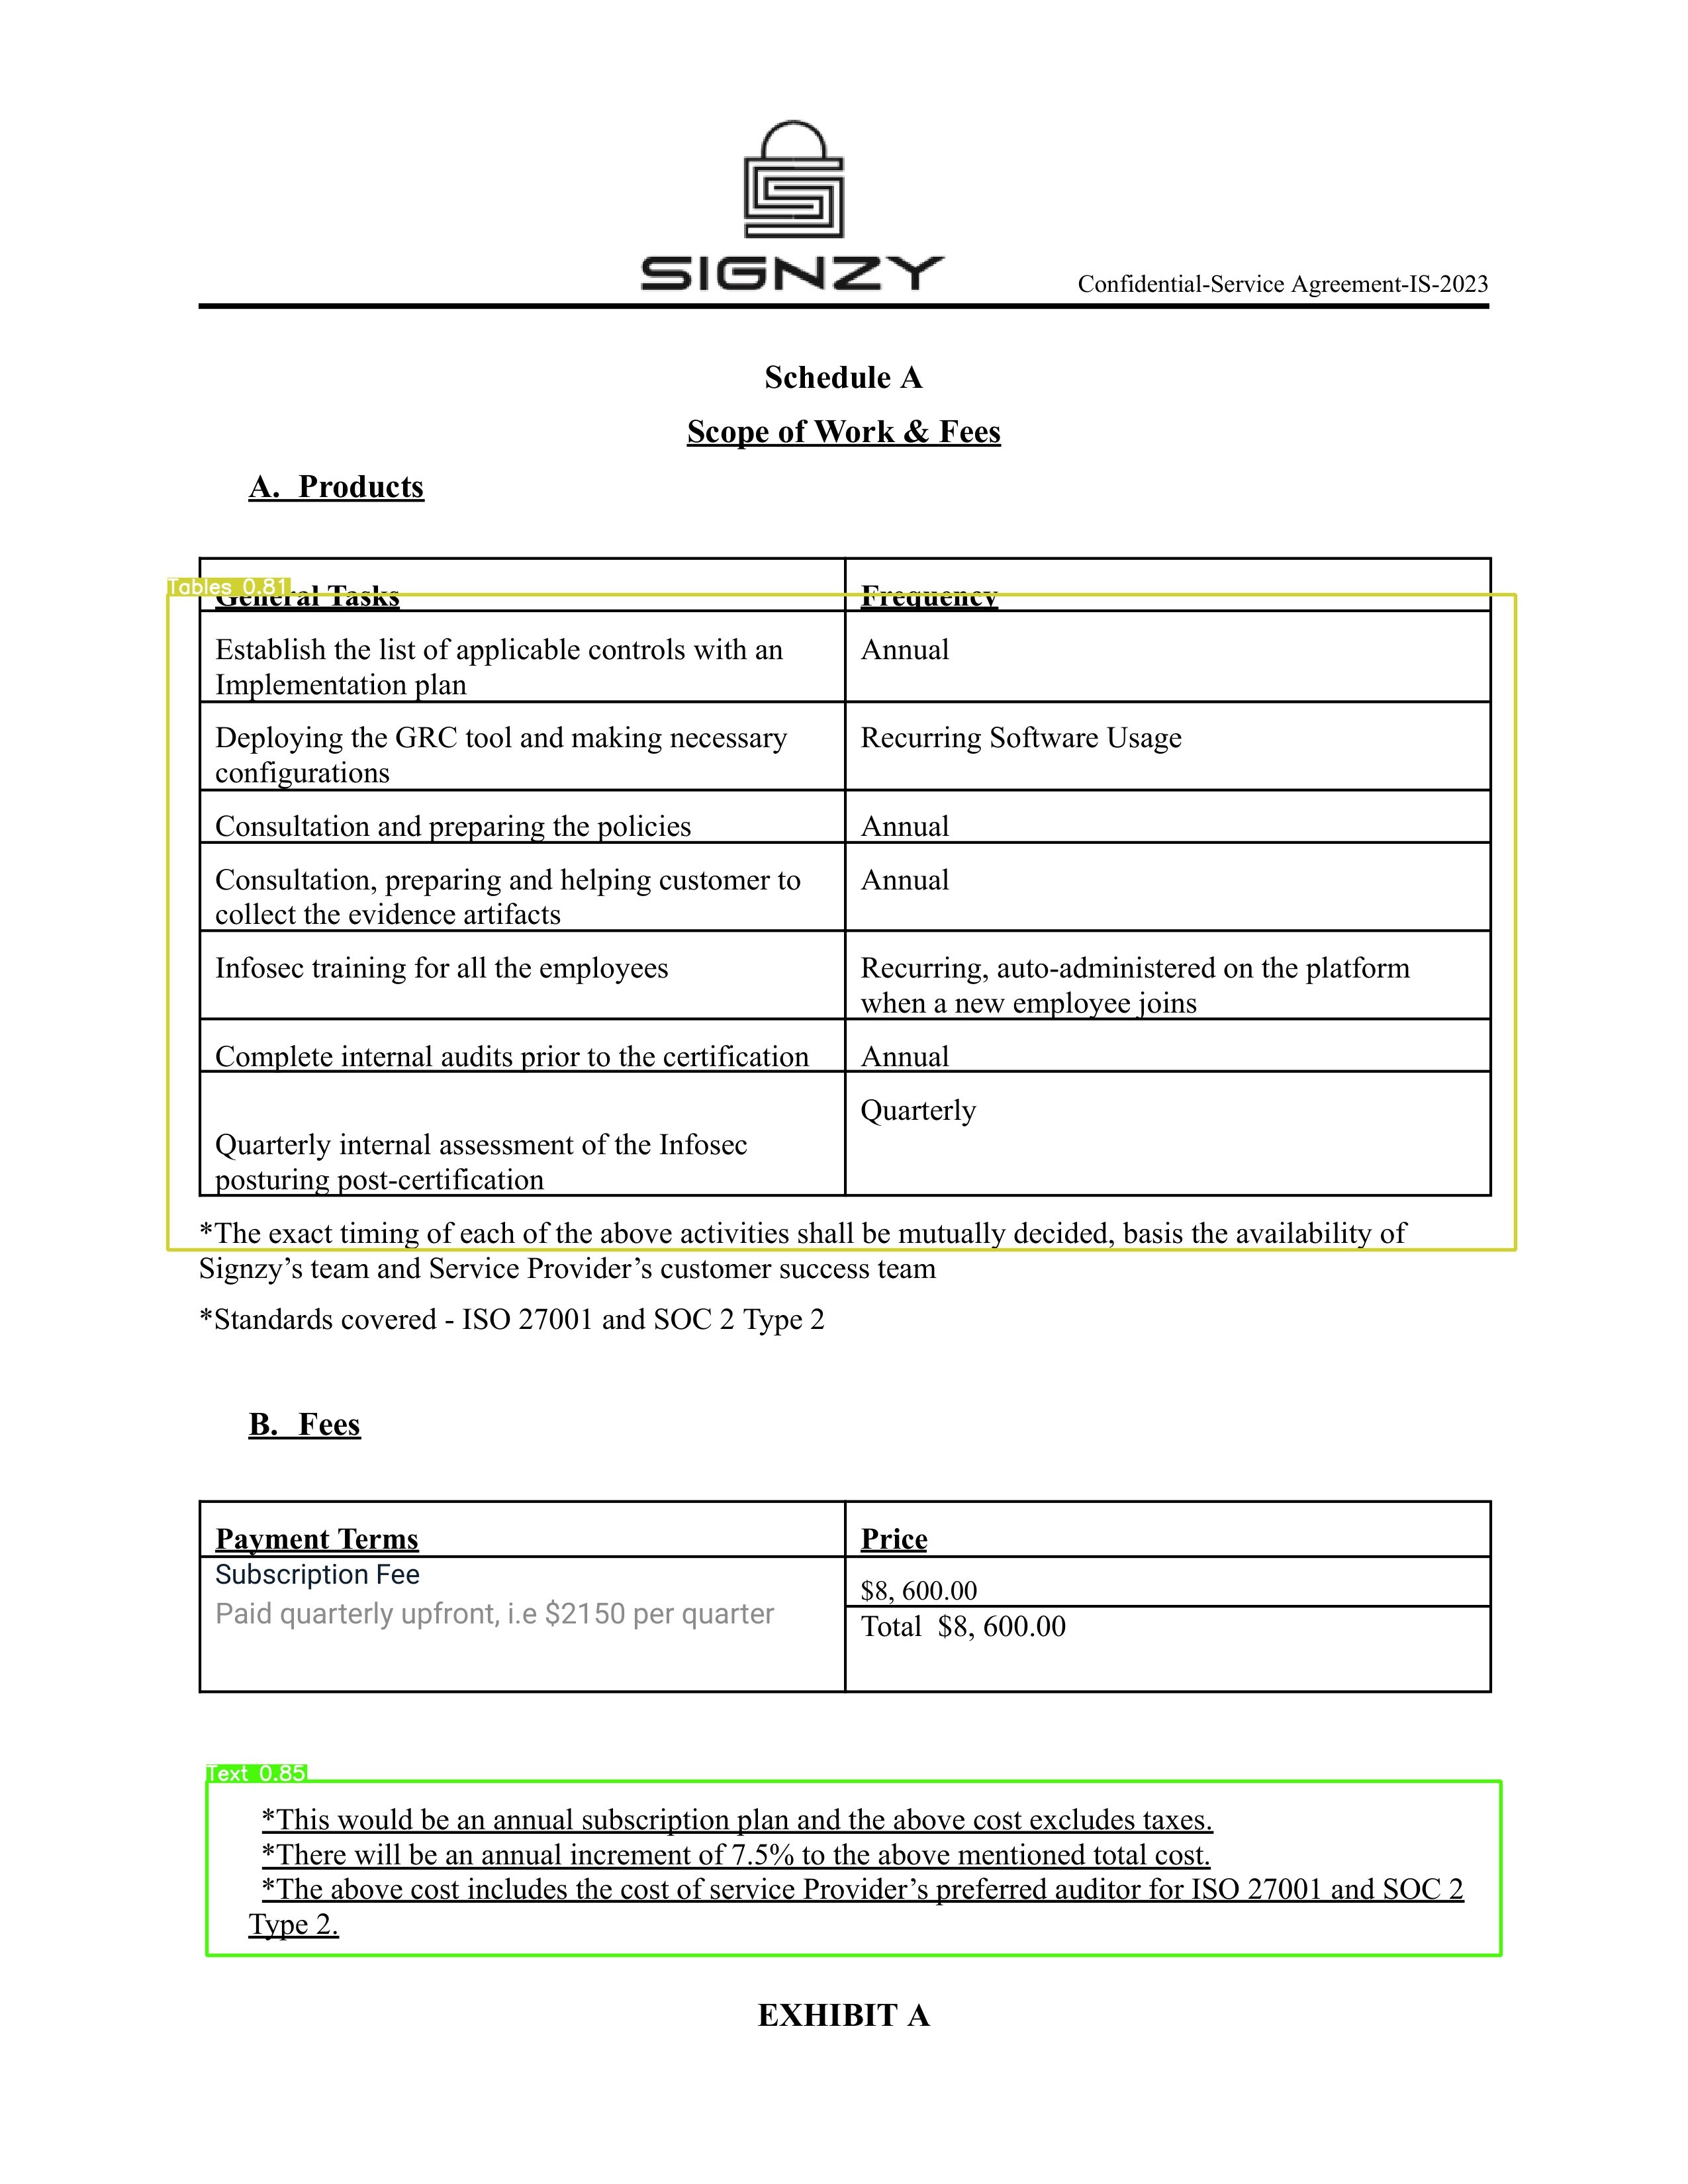 SIGNZY
Confidential-Service Agreement-IS-2023
Schedule A
Scope of Work & Fees
A. Products
Tables 0.81
General Tasks Frequency
Establish the list of applicable controls with an Annual
Implementation plan
Deploying the GRC tool and making necessary Recurring Software Usage
configurations
Consultation and preparing the policies Annual
Consultation, preparing and helping customer to Annual
collect the evidence artifacts
Infosec training for all the employees Recurring, auto-administered on the platform
when a new employee joins
Complete internal audits prior to the certification Annual
Quarterly
Quarterly internal assessment of the Infosec
posturing post-certification
*The exact timing of each of the above activities shall be mutually decided, basis the availability of
Signzy’s team and Service Provider’s customer success team
*Standards covered - ISO 27001 and SOC 2 Type 2
B. Fees
Payment Terms Price
Subscription Fee $8, 600.00
Paid quarterly upfront, i.e $2150 per quarter Total $8, 600.00
Text 0.85
*This would be an annual subscription plan and the above cost excludes taxes.
*There will be an annual increment of 7.5% to the above mentioned total cost.
*The above cost includes the cost of service Provider’s preferred auditor for ISO 27001 and SOC 2
Type 2.
EXHIBIT A